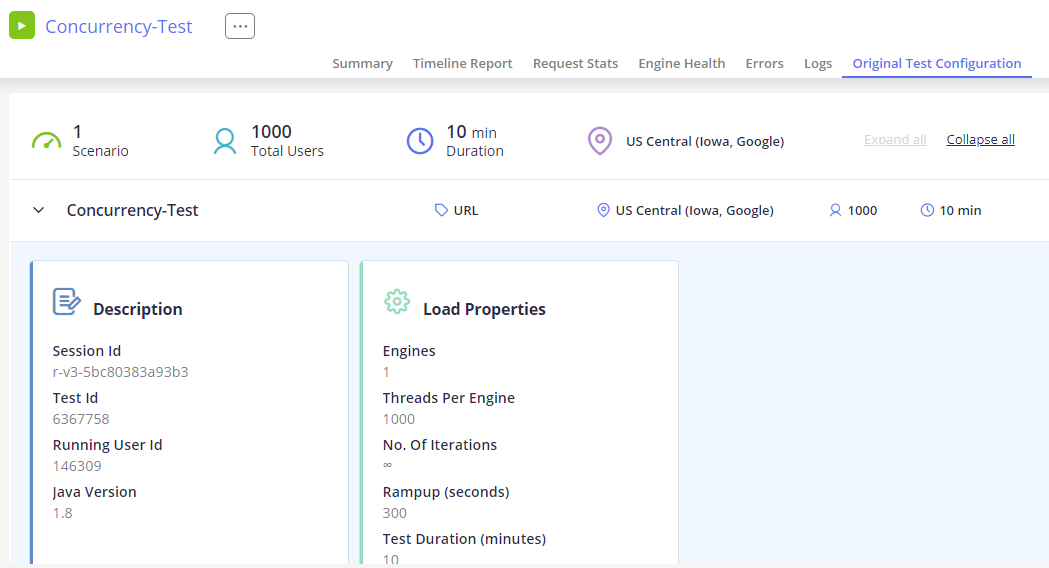 Concurrency-Test
Summary Timeline Report Request Stats Engine Health Errors Logs Original Test Configuration
1 Scenario
1000 Total Users
10 min Duration
US Central (Iowa, Google)
Expand all Collapse all
Concurrency-Test URL US Central (Iowa, Google) 1000 10 min
Description
Session Id
r-v3-5bc80383a93b3
Test Id
6367758
Running User Id
146309
Java Version
1.8
Load Properties
Engines
1
Threads Per Engine
1000
No. Of Iterations
∞
Rampup (seconds)
300
Test Duration (minutes)
10